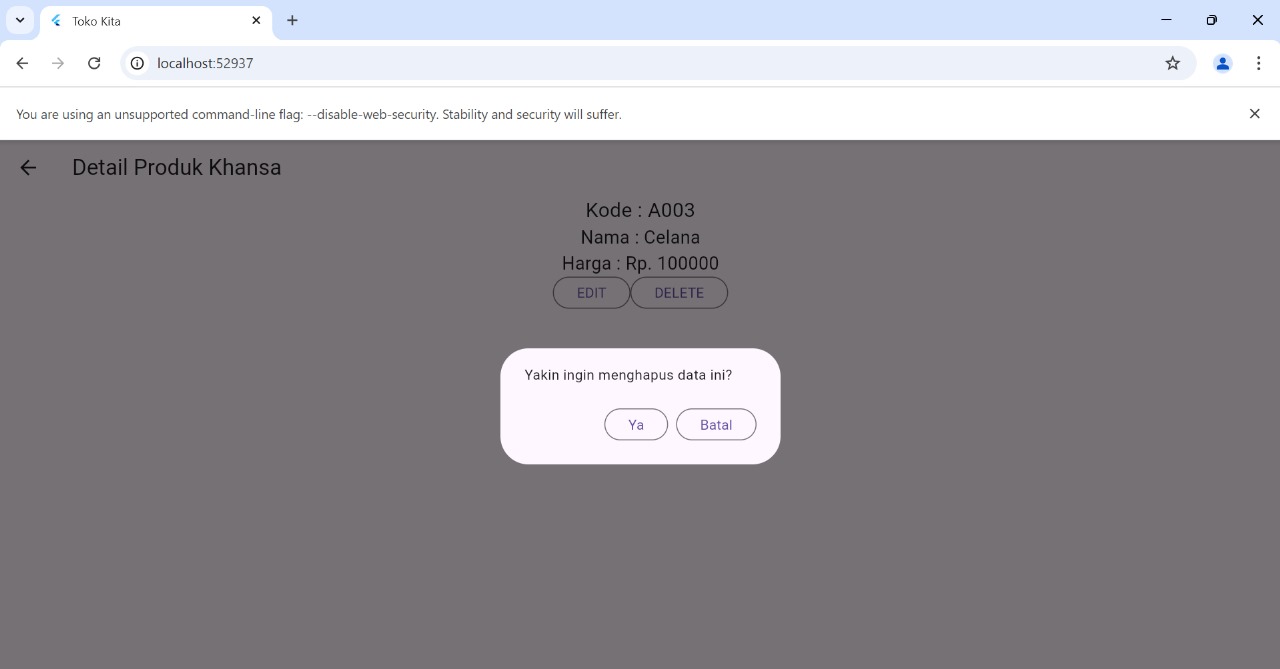 Toko Kita
localhost:52937
You are using an unsupported command-line flag: --disable-web-security. Stability and security will suffer.
Detail Produk Khansa
Kode : A003
Nama : Celana
Harga : Rp. 100000
EDIT DELETE
Yakin ingin menghapus data ini?
Ya Batal